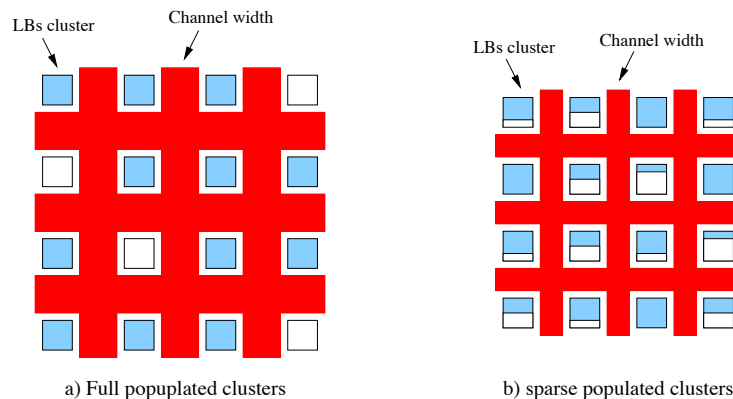 LBs cluster
Channel width
LBs cluster
Channel width
a) Full popuplated clusters
b) sparse populated clusters